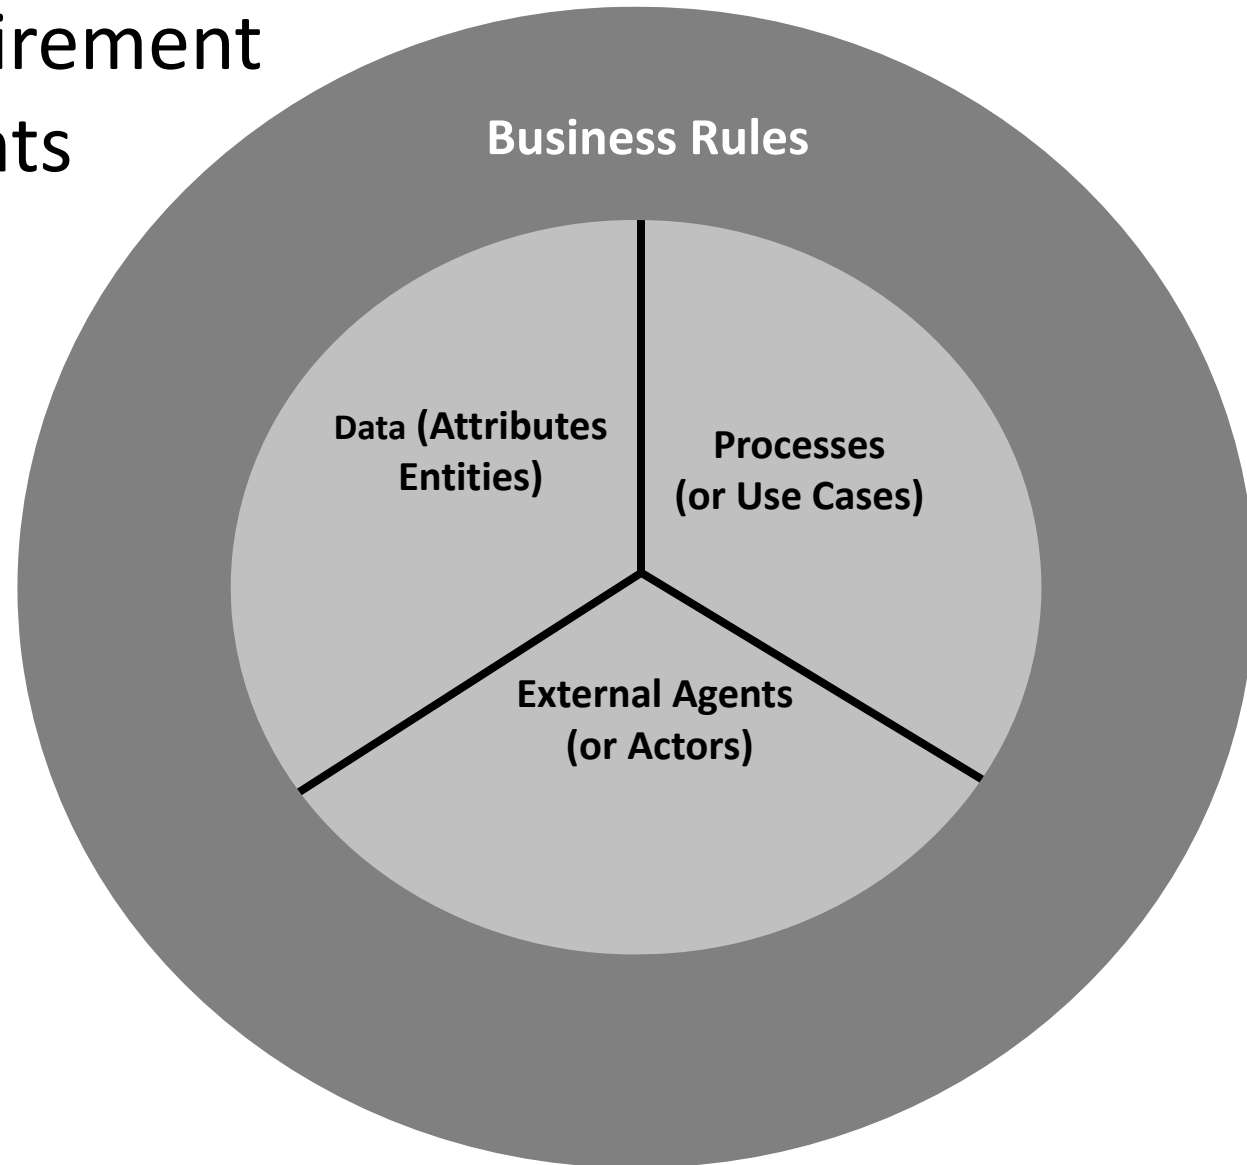 irement
nts
Business Rules
Data (Attributes
Entities)
Processes
(or Use Cases)
External Agents
(or Actors)